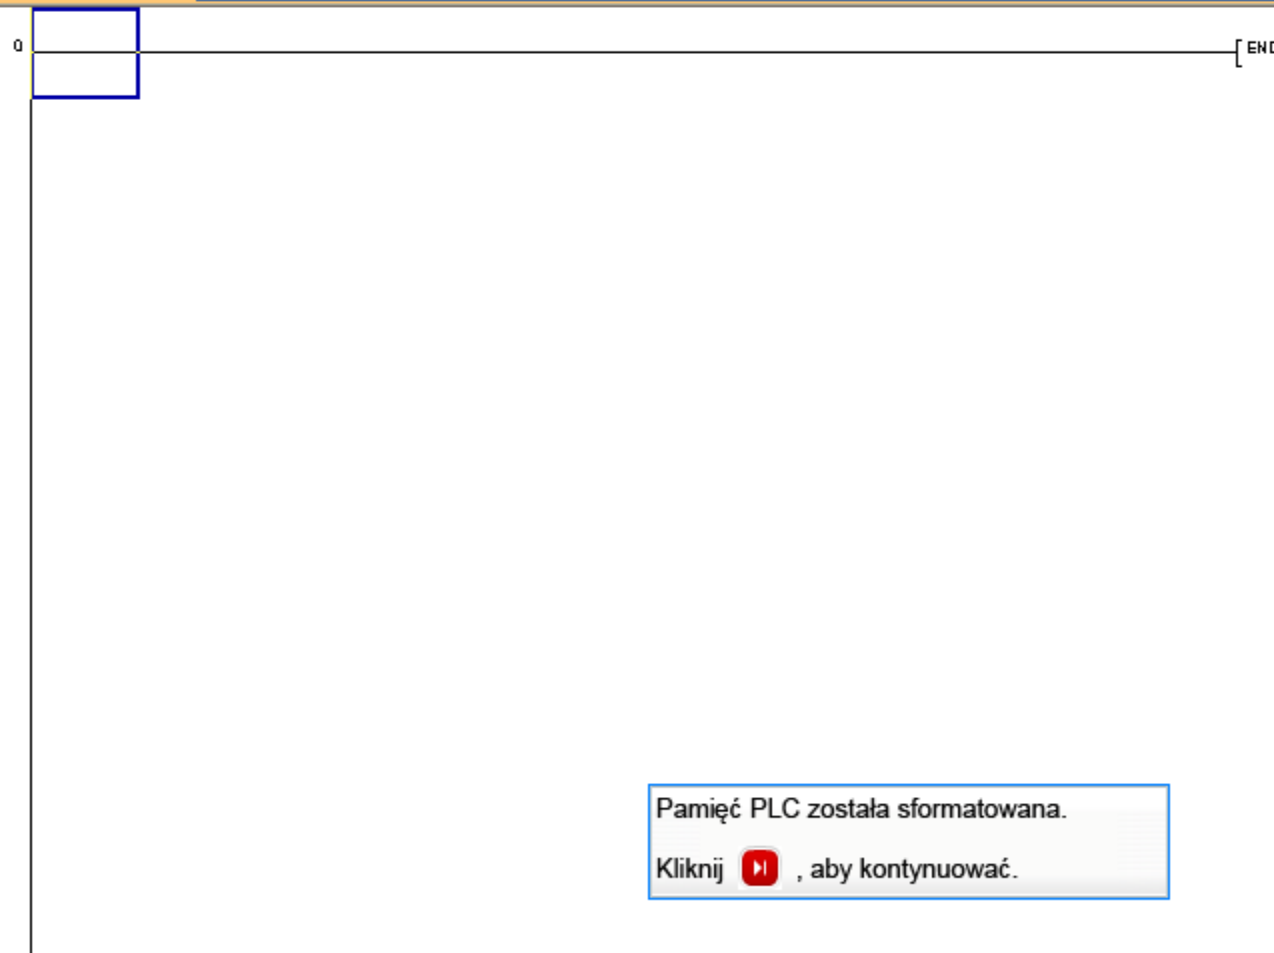 0
[ END
Pamięć PLC została sformatowana.
Kliknij , aby kontynuować.